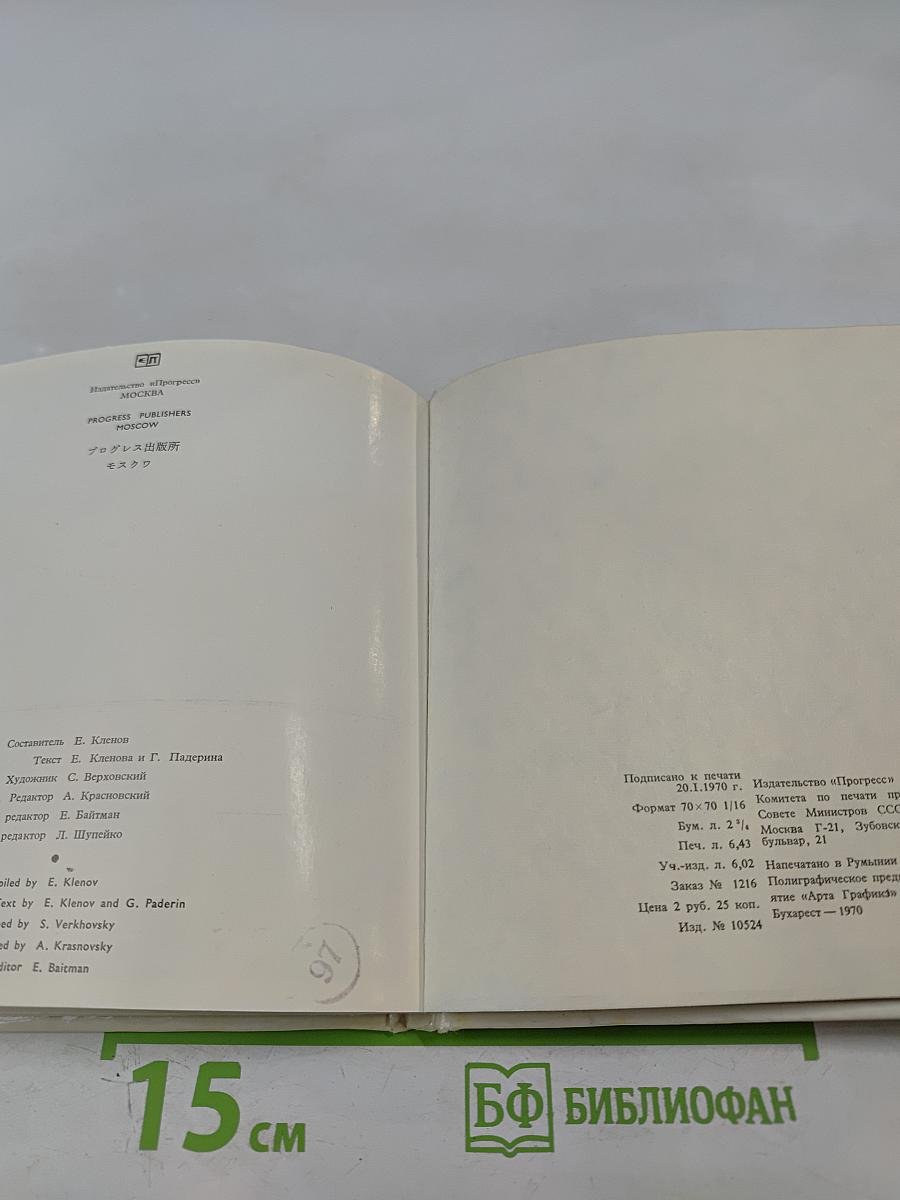 Издательство «Прогресс»
МОСКВА
PROGRESS PUBLISHERS
MOSCOW
プログレス出版所
モスクワ
Составитель Е. Кленов
Текст Е. Кленова и Г. Падерина
Художник С. Верховский
Редактор А. Красновский
редактор Е. Байтман
редактор Л. Шупейко
piled by E. Klenov
Text by E. Klenov and G. Paderin
ned by S. Verkhovsky
ed by A. Krasnovsky
ditor E. Baitman
97
Подписано к печати
20.I.1970 г.
Формат 70×70 1/16
Бум. л. 2 3/4
Печ. л. 6,43
Уч.-изд. л. 6,02
Заказ № 1216
Цена 2 руб. 25 коп.
Изд. № 10524
Издательство «Прогресс»
Комитета по печати пр
Совете Министров ССС
Москва Г-21, Зубовск
бульвар, 21
Напечатано в Румынии
Полиграфическое пред
ятие «Арта Графикэ»
Бухарест — 1970
15 см
БФ БИБЛИОФАН